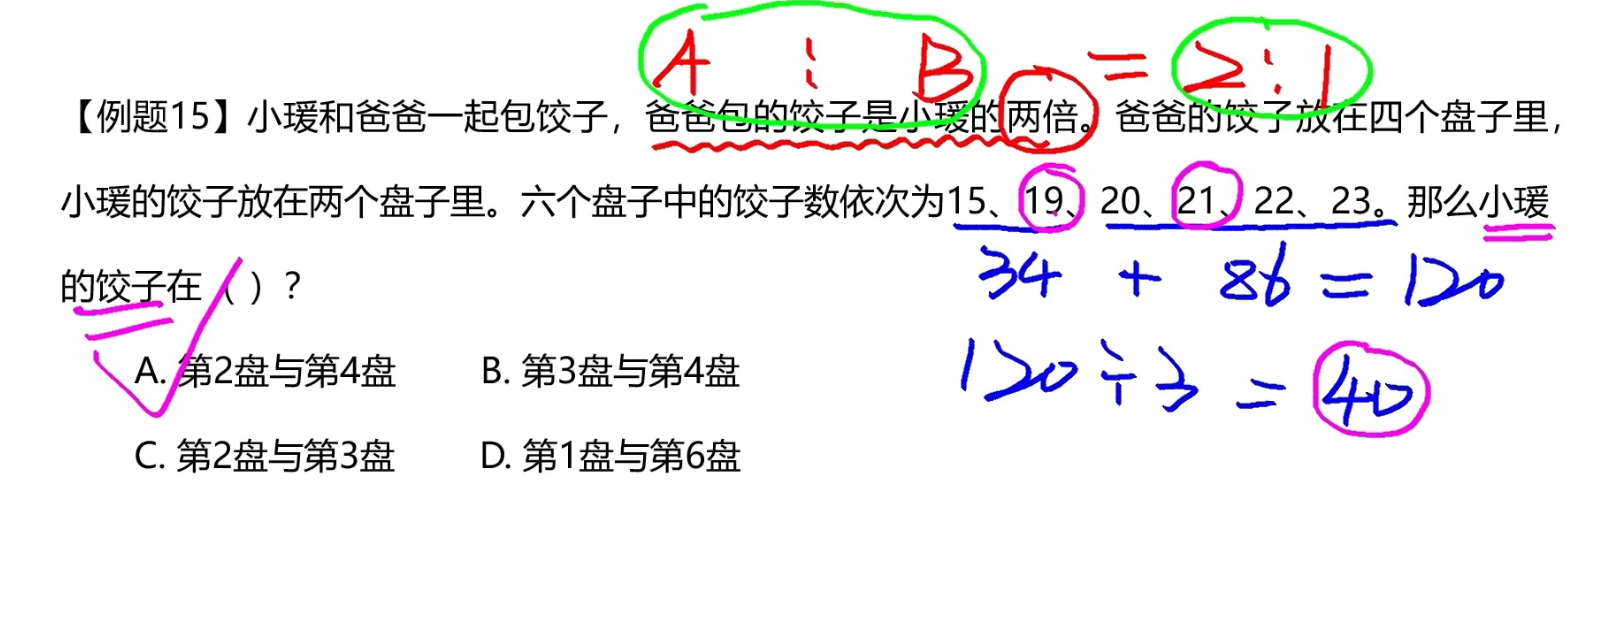 A : B = 2:1
【例题15】小瑗和爸爸一起包饺子，爸爸包的饺子是小瑗的两倍。爸爸的饺子放在四个盘子里，
小瑗的饺子放在两个盘子里。六个盘子中的饺子数依次为15、19、20、21、22、23。那么小瑗
34 + 86 = 120
的饺子在（ ）？
120÷3 = 40
A. 第2盘与第4盘 B. 第3盘与第4盘
C. 第2盘与第3盘 D. 第1盘与第6盘